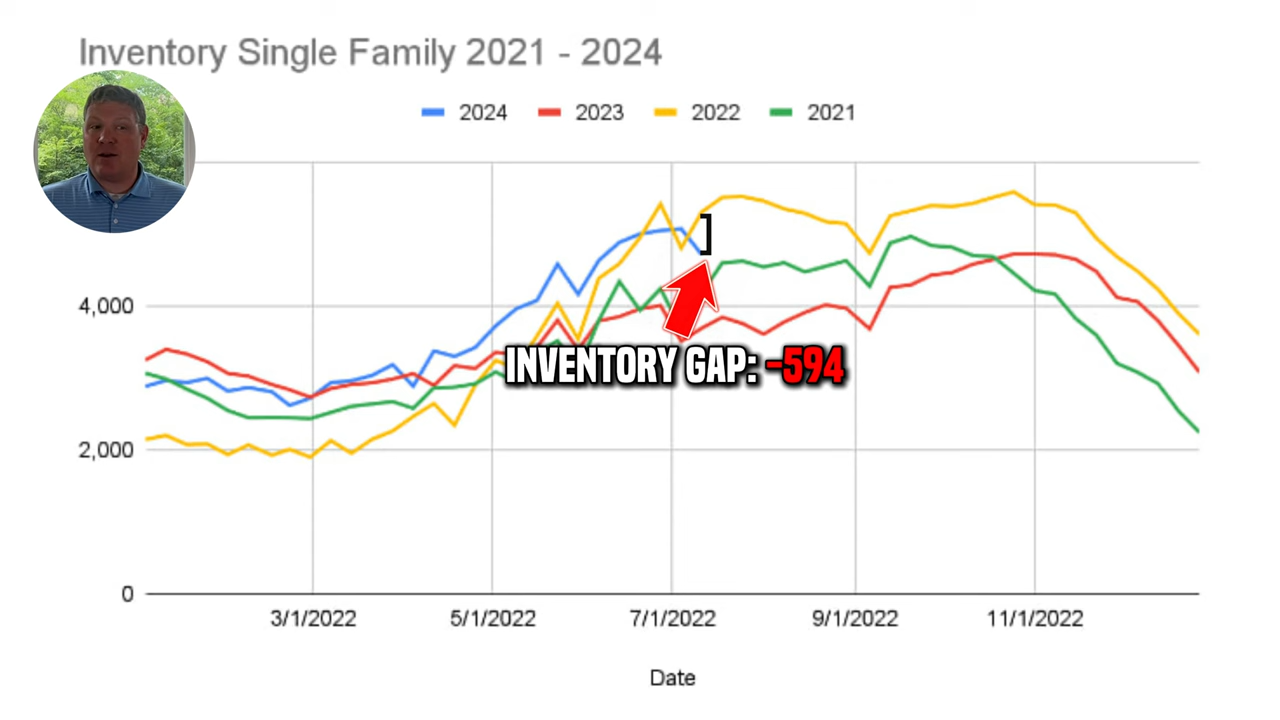 Inventory Single Family 2021 - 2024
2024 2023 2022 2021
4,000
INVENTORY GAP: -594
2,000
0
3/1/2022 5/1/2022 7/1/2022 9/1/2022 11/1/2022
Date